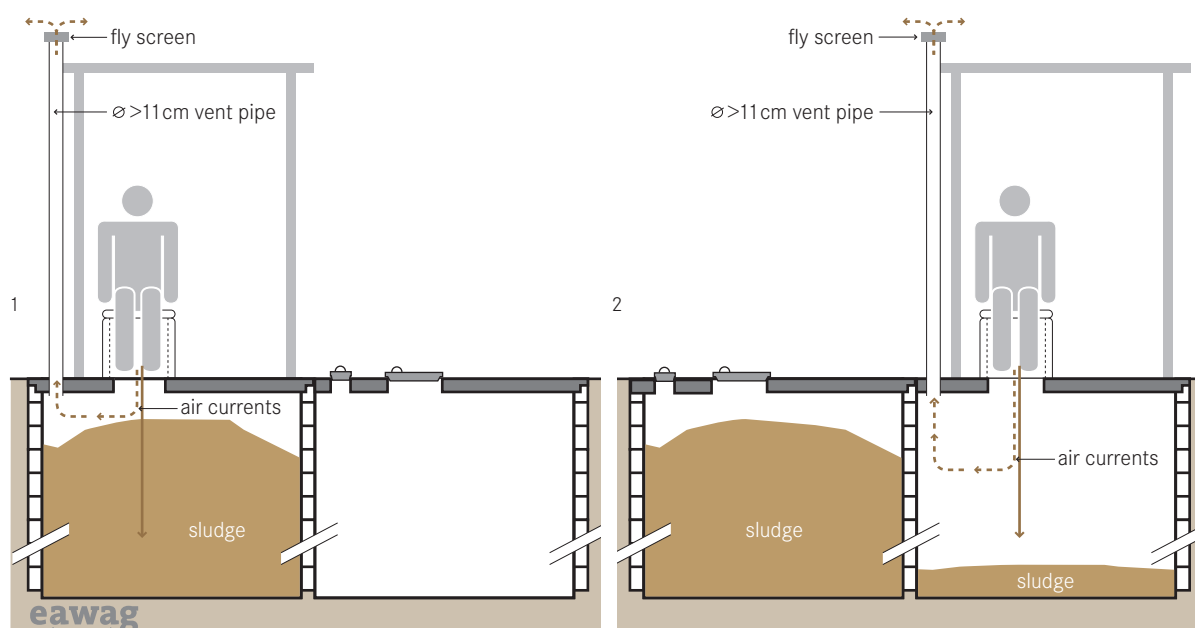 fly screen
⌀ >11cm vent pipe
1
air currents
sludge
eawag
fly screen
⌀ >11cm vent pipe
2
air currents
sludge
sludge